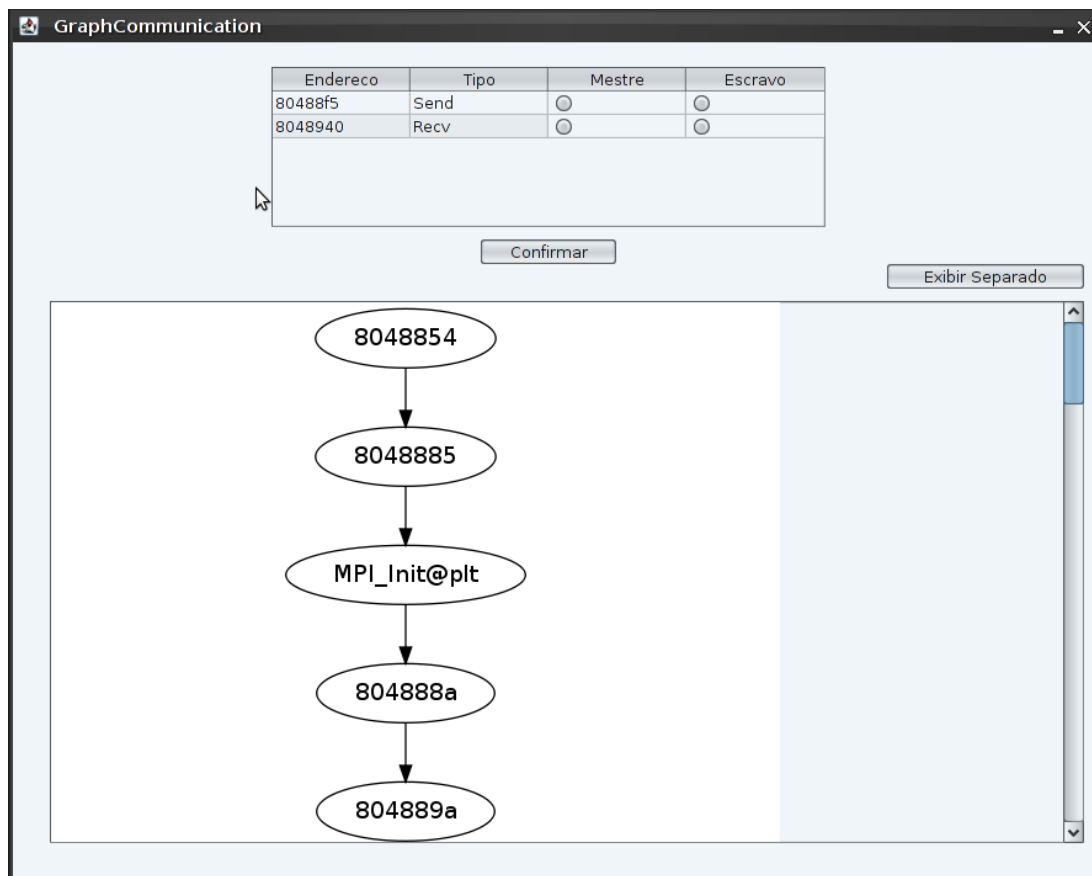 GraphCommunication
Endereco Tipo Mestre Escravo
80488f5 Send
8048940 Recv
Confirmar
Exibir Separado
8048854
8048885
MPI_Init@plt
804888a
804889a